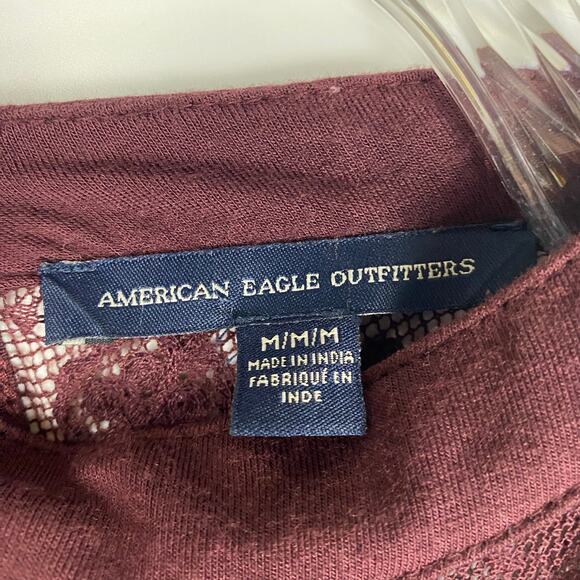 AMERICAN EAGLE OUTFITTERS
M/M/M
MADE IN INDIA
FABRIQUÉ EN
INDE